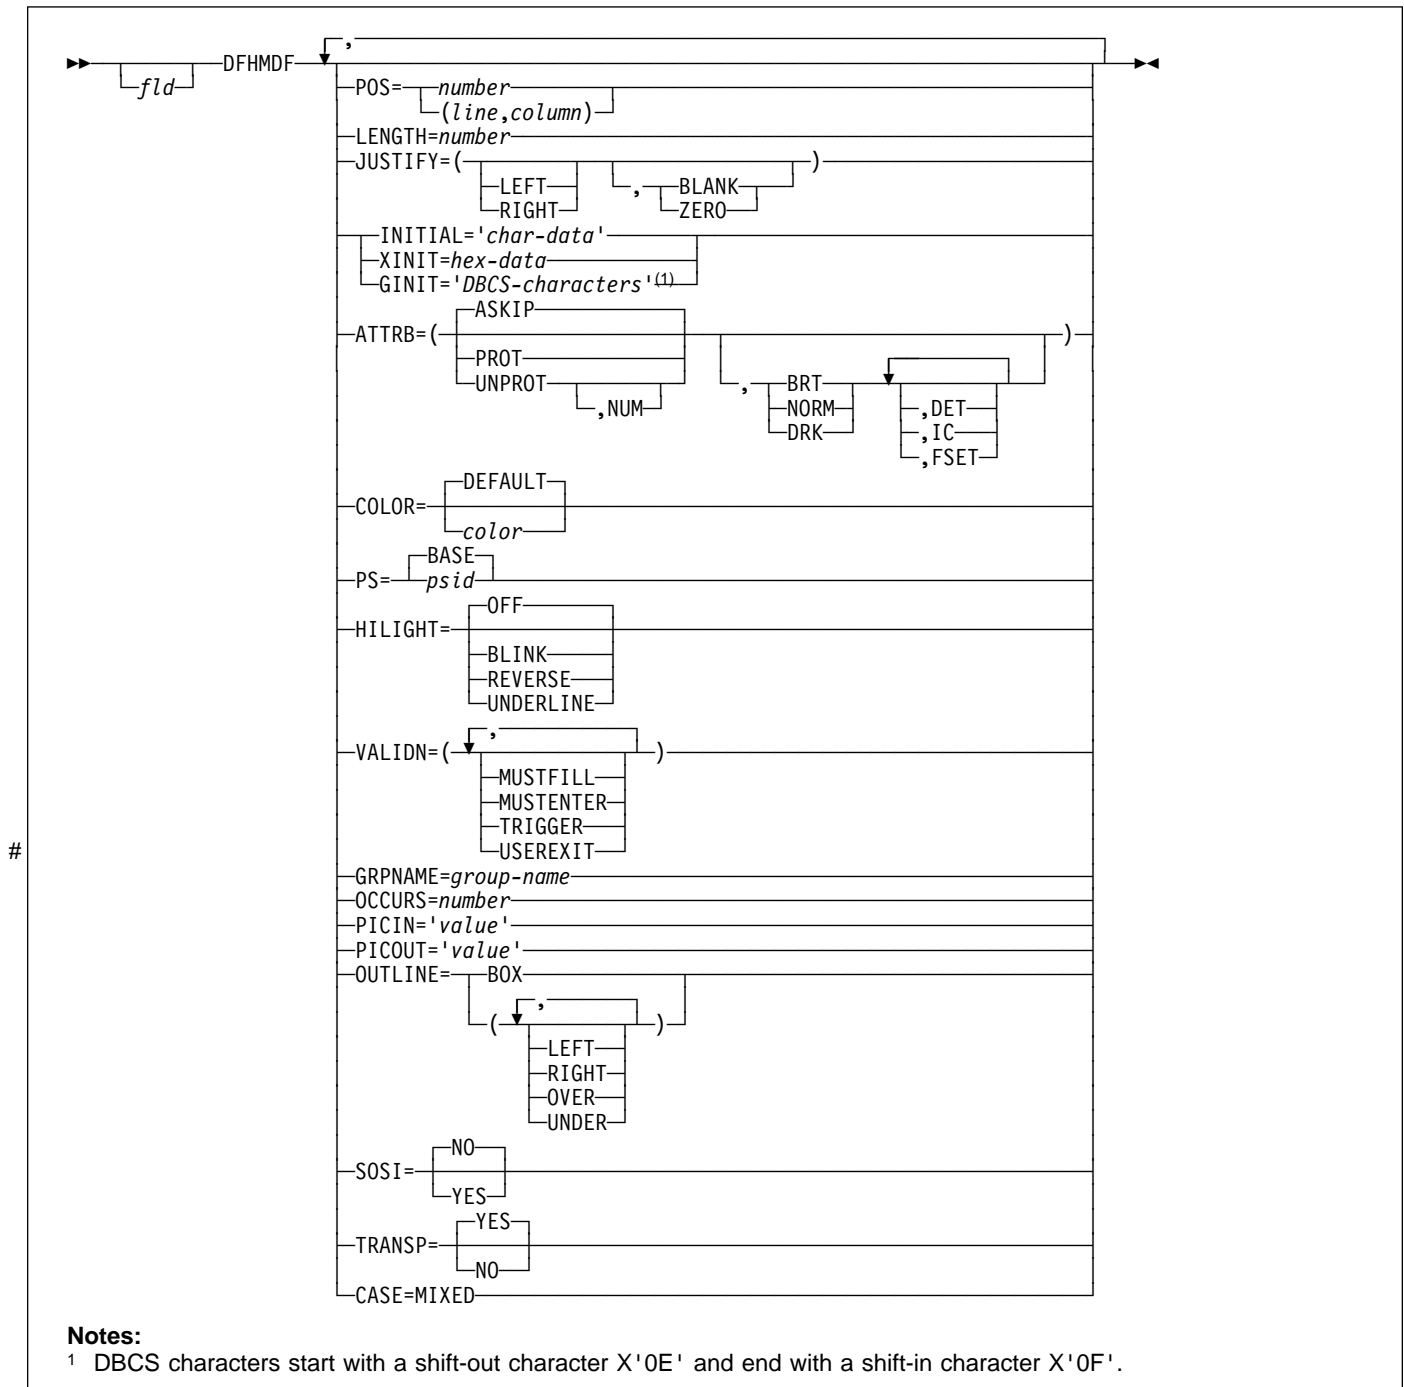 ,
fld DFHMDF
POS= number
(line,column)
LENGTH=number
JUSTIFY=( )
LEFT , BLANK
RIGHT ZERO
INITIAL='char-data'
XINIT=hex-data
GINIT='DBCS-characters'(1)
ASKIP
ATTRB=( )
PROT
UNPROT , BRT
,NUM NORM ,DET
DRK ,IC
,FSET
DEFAULT
COLOR=
color
BASE
PS= psid
OFF
HILIGHT=
BLINK
REVERSE
UNDERLINE
,
VALIDN=( )
MUSTFILL
MUSTENTER
TRIGGER
# USEREXIT
GRPNAME=group-name
OCCURS=number
PICIN='value'
PICOUT='value'
OUTLINE= BOX
,
( )
LEFT
RIGHT
OVER
UNDER
NO
SOSI=
YES
YES
TRANSP=
NO
CASE=MIXED
Notes:
1 DBCS characters start with a shift-out character X'0E' and end with a shift-in character X'0F'.